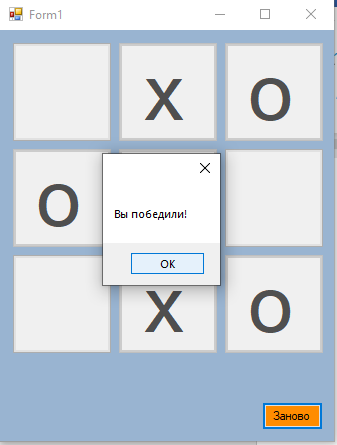 Form1
X O
O
Вы победили!
OK
X O
Заново